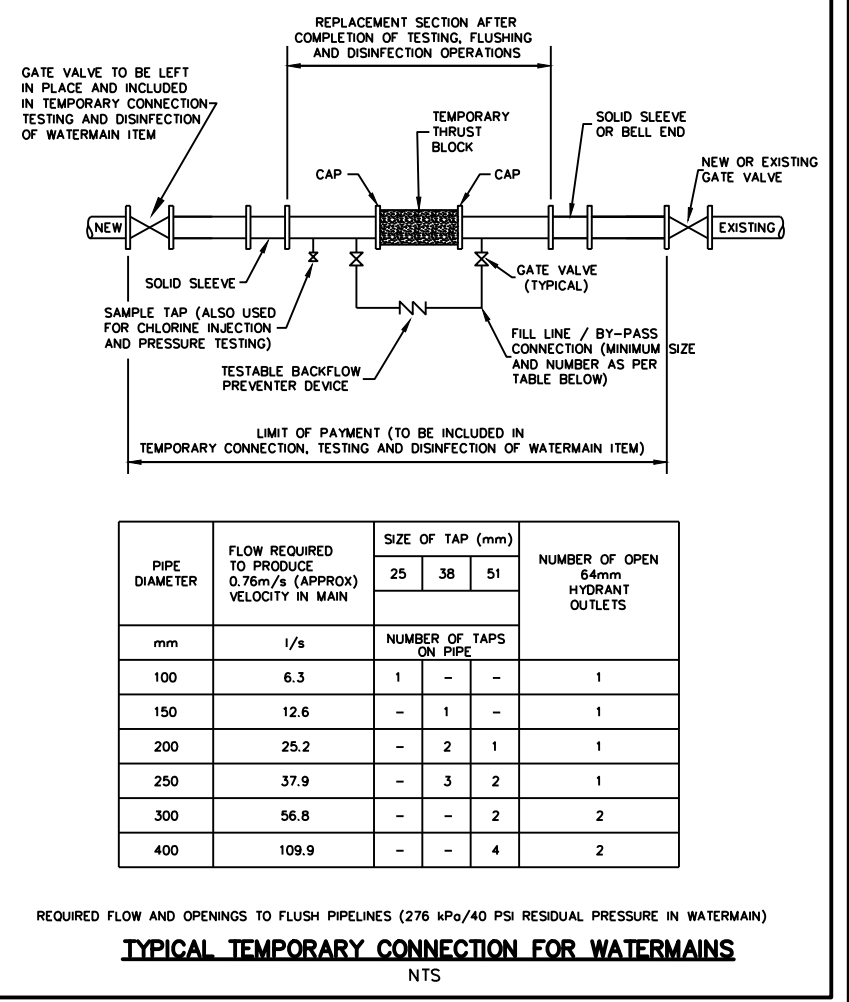 REPLACEMENT SECTION AFTER
COMPLETION OF TESTING, FLUSHING
AND DISINFECTION OPERATIONS
GATE VALVE TO BE LEFT
IN PLACE AND INCLUDED
IN TEMPORARY CONNECTION
TESTING AND DISINFECTION
OF WATERMAIN ITEM
TEMPORARY
THRUST
BLOCK
SOLID SLEEVE
OR BELL END
NEW OR EXISTING
GATE VALVE
CAP
CAP
NEW
EXISTING
SOLID SLEEVE
GATE VALVE
(TYPICAL)
SAMPLE TAP (ALSO USED
FOR CHLORINE INJECTION
AND PRESSURE TESTING)
TESTABLE BACKFLOW
PREVENTER DEVICE
FILL LINE / BY-PASS
CONNECTION (MINIMUM SIZE
AND NUMBER AS PER
TABLE BELOW)
LIMIT OF PAYMENT (TO BE INCLUDED IN
TEMPORARY CONNECTION, TESTING AND DISINFECTION OF WATERMAIN ITEM)
PIPE
DIAMETER
FLOW REQUIRED
TO PRODUCE
0.76m/s (APPROX)
VELOCITY IN MAIN
SIZE OF TAP (mm)
25 38 51
NUMBER OF OPEN
64mm
HYDRANT
OUTLETS
mm l/s NUMBER OF TAPS
ON PIPE
100 6.3 1 - - 1
150 12.6 - 1 - 1
200 25.2 - 2 1 1
250 37.9 - 3 2 1
300 56.8 - - 2 2
400 109.9 - - 4 2
REQUIRED FLOW AND OPENINGS TO FLUSH PIPELINES (276 kPa/40 PSI RESIDUAL PRESSURE IN WATERMAIN)
TYPICAL TEMPORARY CONNECTION FOR WATERMAINS
NTS